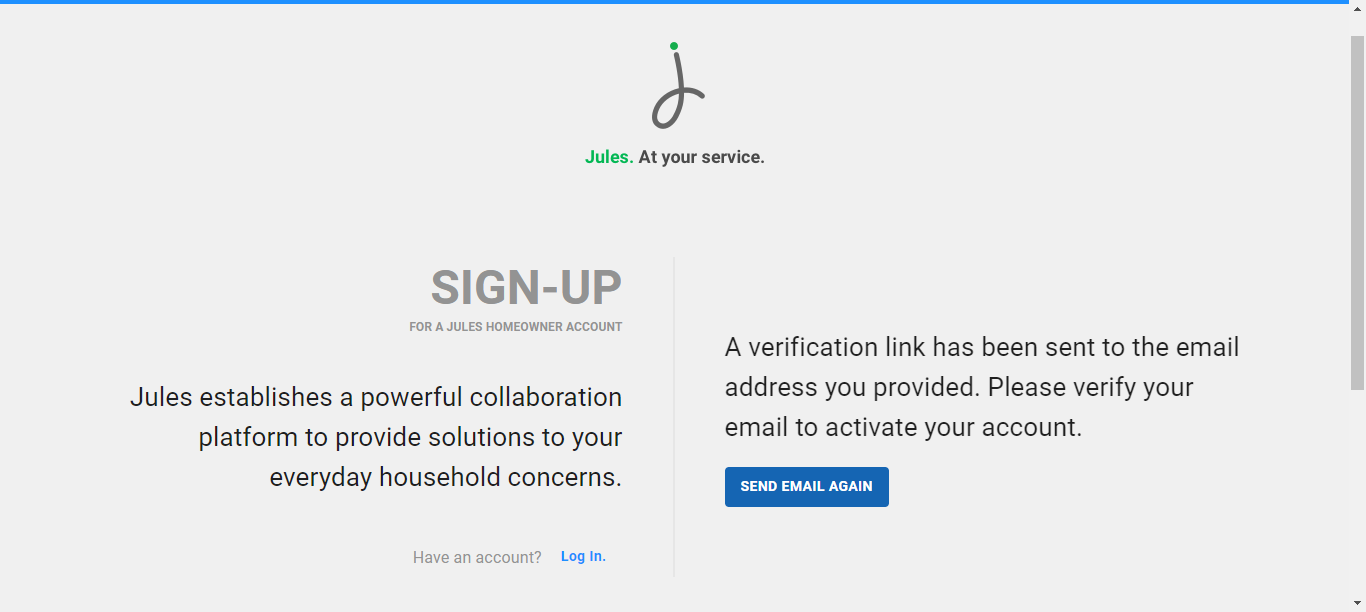 Jules. At your service.
SIGN-UP
FOR A JULES HOMEOWNER ACCOUNT
Jules establishes a powerful collaboration
platform to provide solutions to your
everyday household concerns.
Have an account? Log In.
A verification link has been sent to the email
address you provided. Please verify your
email to activate your account.
SEND EMAIL AGAIN